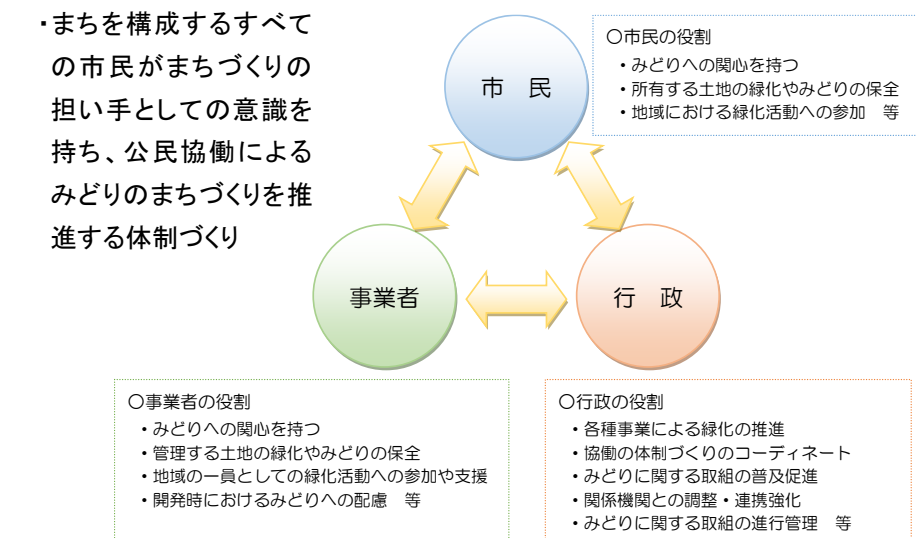 ・まちを構成するすべて
の市民がまちづくりの
担い手としての意識を
持ち、公民協働による
みどりのまちづくりを推
進する体制づくり
市　民
〇市民の役割
・みどりへの関心を持つ
・所有する土地の緑化やみどりの保全
・地域における緑化活動への参加　等
事業者
行　政
〇事業者の役割
・みどりへの関心を持つ
・管理する土地の緑化やみどりの保全
・地域の一員としての緑化活動への参加や支援
・開発時におけるみどりへの配慮　等
〇行政の役割
・各種事業による緑化の推進
・協働の体制づくりのコーディネート
・みどりに関する取組の普及促進
・関係機関との調整・連携強化
・みどりに関する取組の進行管理　等